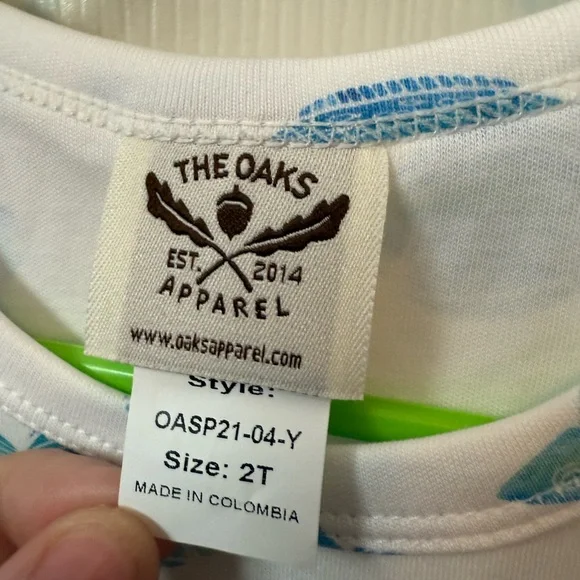 THE OAKS
EST. 2014
APPAREL
www.oaksapparel.com
Style:
OASP21-04-Y
Size: 2T
MADE IN COLOMBIA